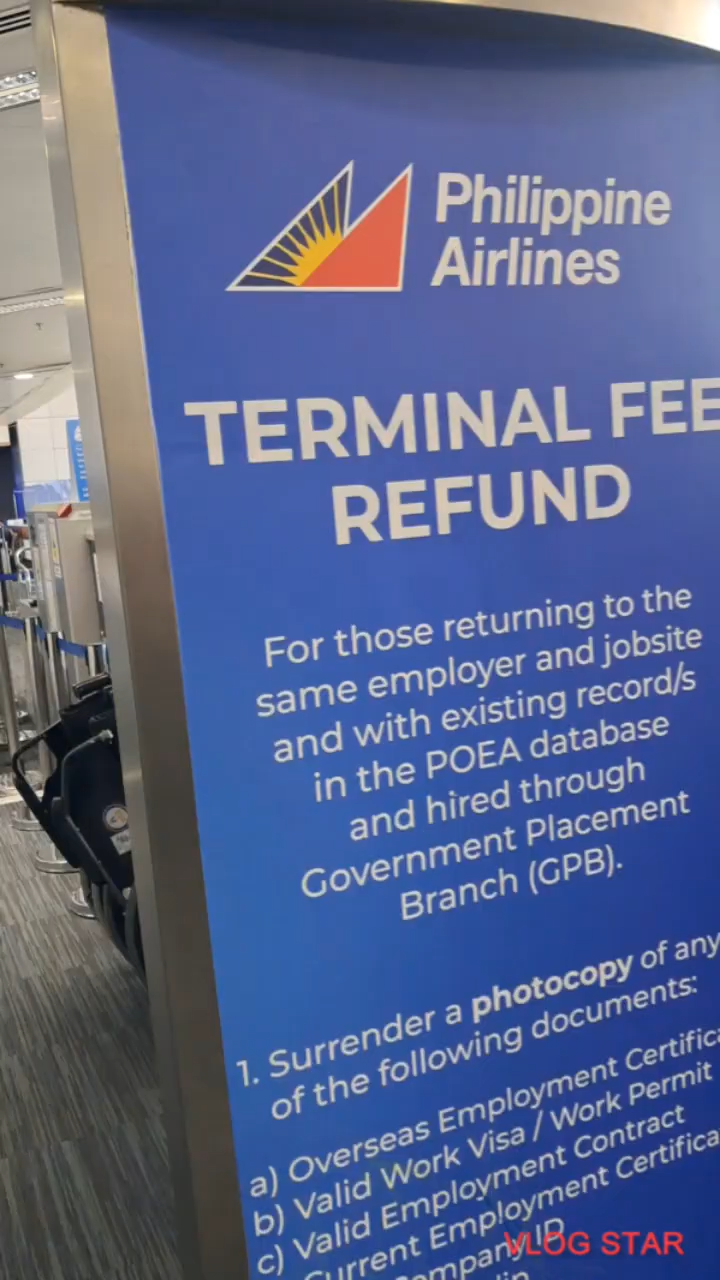 Philippine
Airlines
TERMINAL FEE
REFUND
For those returning to the
same employer and jobsite
and with existing record/s
in the POEA database
and hired through
Government Placement
Branch (GPB).
1. Surrender a photocopy of any
of the following documents:
a) Overseas Employment Certifica
b) Valid Work Visa / Work Permit
c) Valid Employment Contract
Current Employment Certifica
Company ID
VLOG STAR